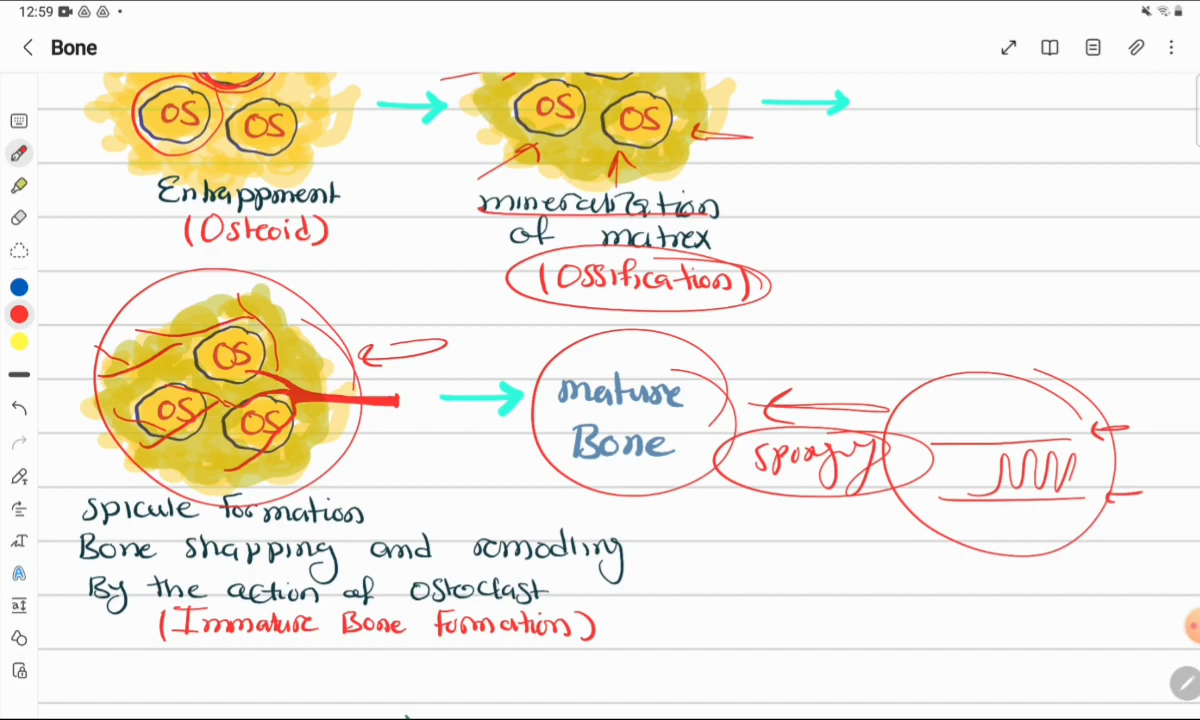 12:59
Bone
OS OS
OS OS
Entrappment
(Osteoid)
mineralization
of matrex
(Ossification)
OS
OS
OS
mature
Bone
spongy
Spicule Formation
Bone shapping and remodling
By the action of Ostoclast
(Immature Bone Formation)